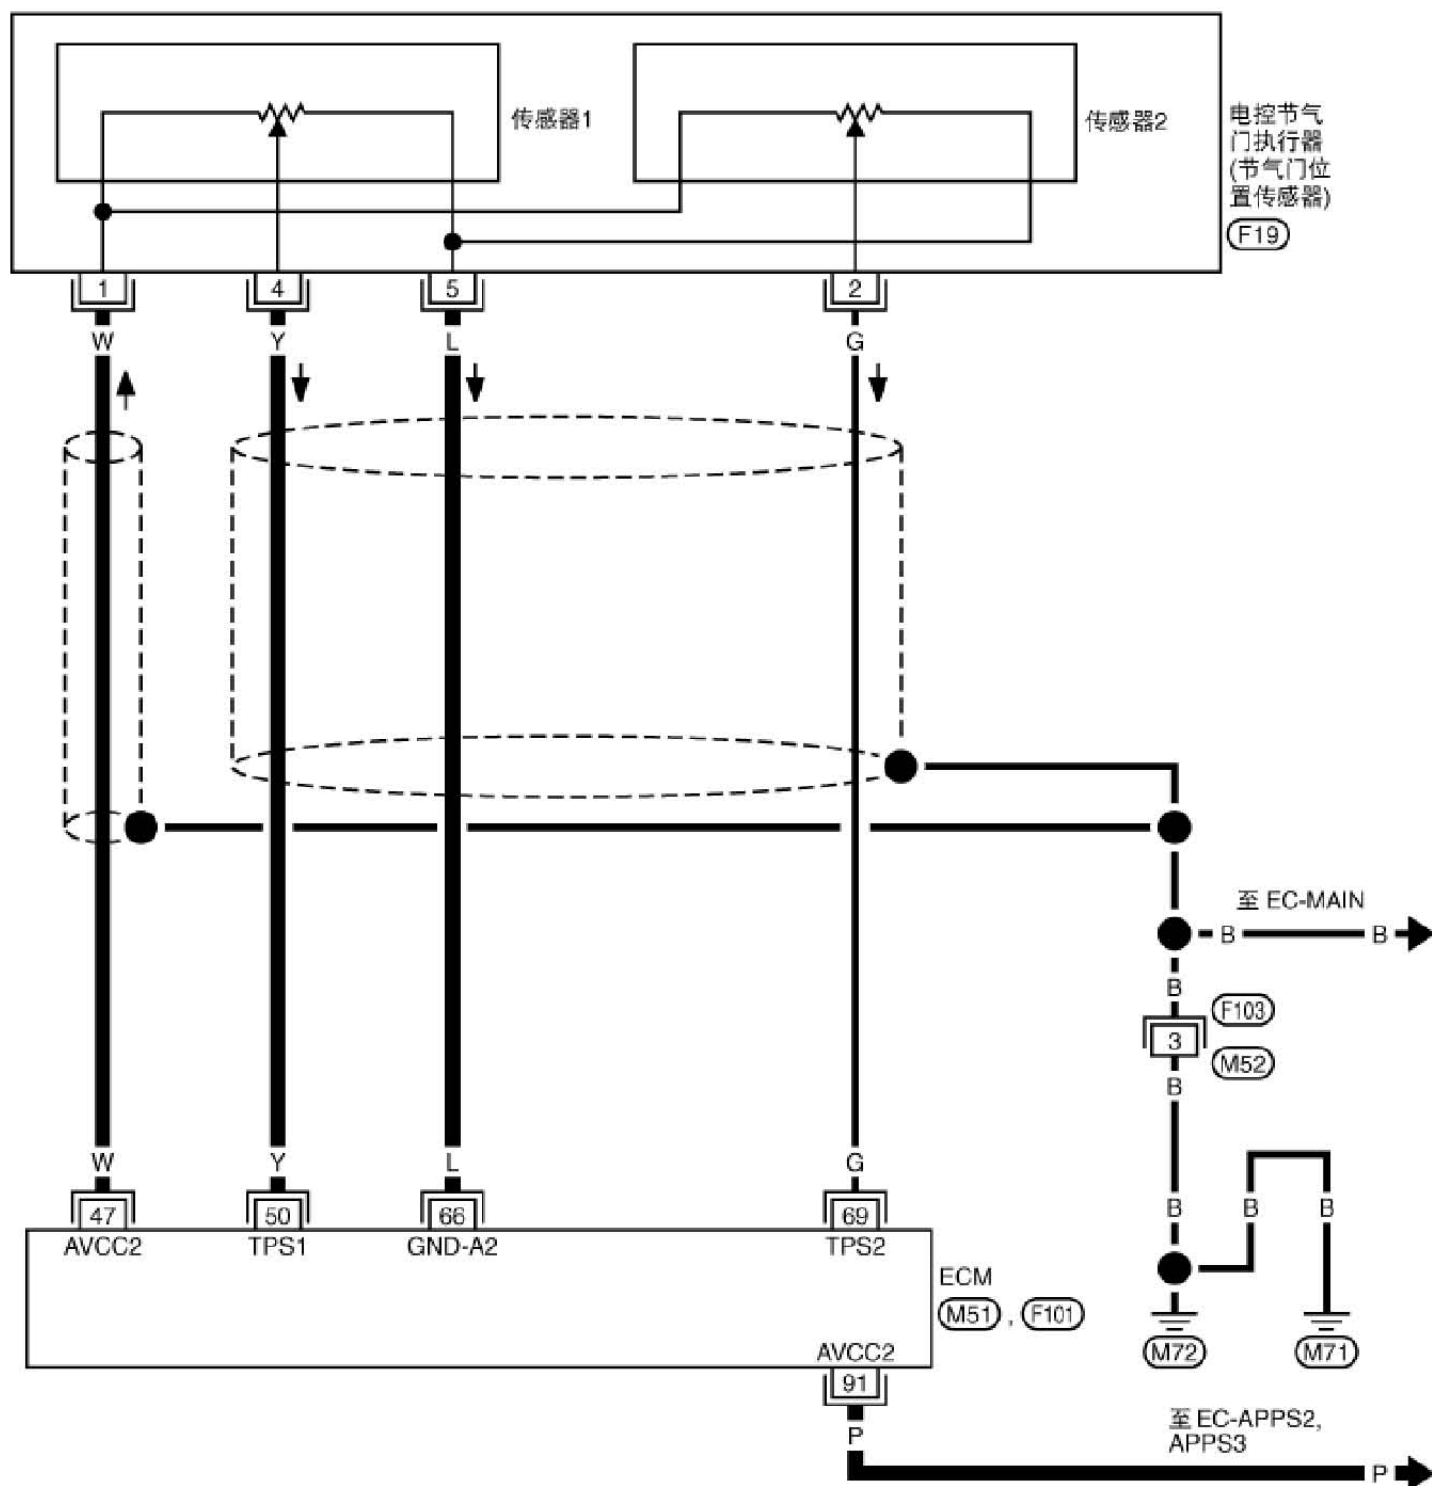 传感器1
传感器2
电控节气
门执行器
(节气门位
置传感器)
F19
1 4 5 2
W Y L G
至 EC-MAIN
B B
B
F103
3
M52
B
W Y L G
B B B
47 50 66 69
AVCC2 TPS1 GND-A2 TPS2
ECM
M51 , F101
M72 M71
AVCC2
91
至 EC-APPS2,
APPS3
P
P